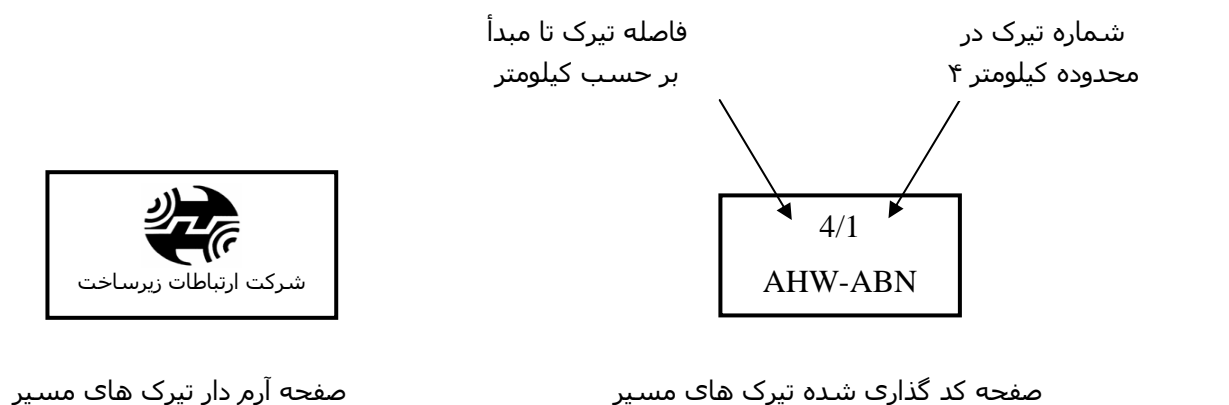 شماره تیرک در
محدوده کیلومتر ۴
فاصله تیرک تا مبدأ
بر حسب کیلومتر
4/1
AHW-ABN
شرکت ارتباطات زیرساخت
صفحه کد گذاری شده تیرک های مسیر
صفحه آرم دار تیرک های مسیر